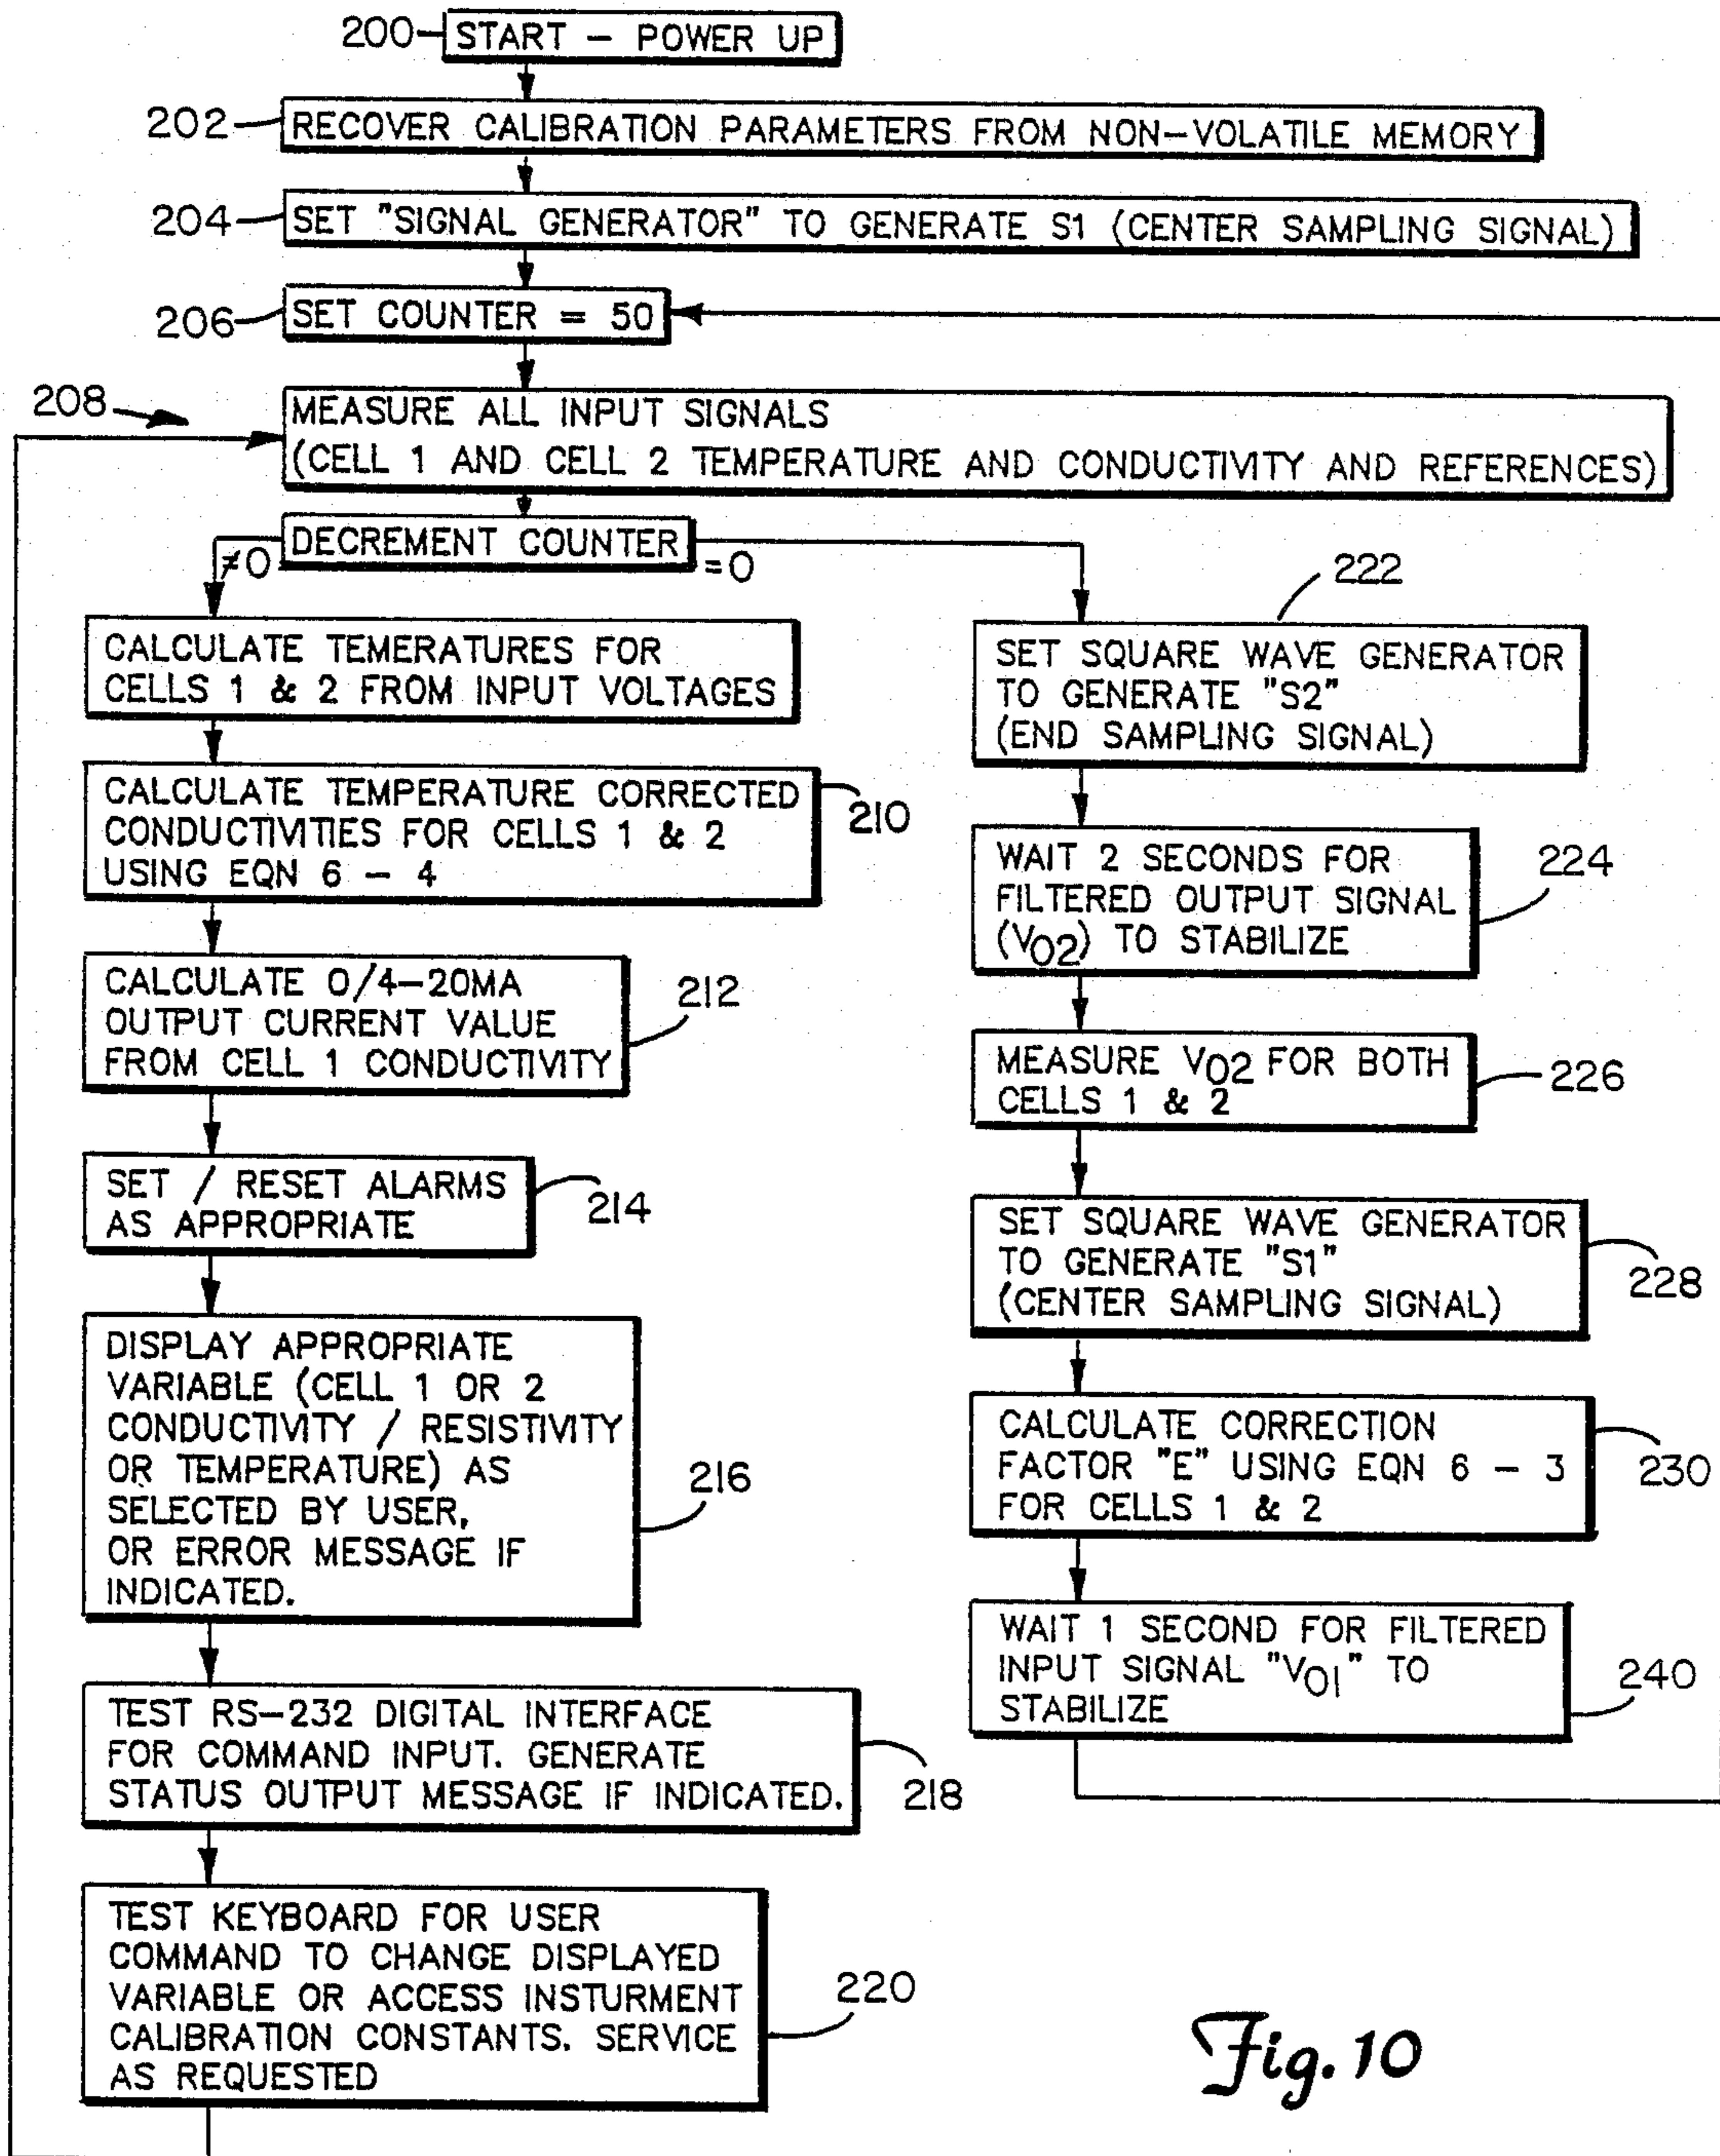 200
START – POWER UP
202
RECOVER CALIBRATION PARAMETERS FROM NON-VOLATILE MEMORY
204
SET "SIGNAL GENERATOR" TO GENERATE S1 (CENTER SAMPLING SIGNAL)
206
SET COUNTER = 50
208
MEASURE ALL INPUT SIGNALS
(CELL 1 AND CELL 2 TEMPERATURE AND CONDUCTIVITY AND REFERENCES)
DECREMENT COUNTER
≠0
=0
CALCULATE TEMERATURES FOR
CELLS 1 & 2 FROM INPUT VOLTAGES
CALCULATE TEMPERATURE CORRECTED
CONDUCTIVITIES FOR CELLS 1 & 2
USING EQN 6 – 4
210
CALCULATE 0/4-20MA
OUTPUT CURRENT VALUE
FROM CELL 1 CONDUCTIVITY
212
SET / RESET ALARMS
AS APPROPRIATE
214
DISPLAY APPROPRIATE
VARIABLE (CELL 1 OR 2
CONDUCTIVITY / RESISTIVITY
OR TEMPERATURE) AS
SELECTED BY USER,
OR ERROR MESSAGE IF
INDICATED.
216
TEST RS-232 DIGITAL INTERFACE
FOR COMMAND INPUT. GENERATE
STATUS OUTPUT MESSAGE IF INDICATED.
218
TEST KEYBOARD FOR USER
COMMAND TO CHANGE DISPLAYED
VARIABLE OR ACCESS INSTURMENT
CALIBRATION CONSTANTS. SERVICE
AS REQUESTED
220
222
SET SQUARE WAVE GENERATOR
TO GENERATE "S2"
(END SAMPLING SIGNAL)
WAIT 2 SECONDS FOR
FILTERED OUTPUT SIGNAL
(VO2) TO STABILIZE
224
MEASURE VO2 FOR BOTH
CELLS 1 & 2
226
SET SQUARE WAVE GENERATOR
TO GENERATE "S1"
(CENTER SAMPLING SIGNAL)
228
CALCULATE CORRECTION
FACTOR "E" USING EQN 6 – 3
FOR CELLS 1 & 2
230
WAIT 1 SECOND FOR FILTERED
INPUT SIGNAL "VO1" TO
STABILIZE
240
Fig. 10